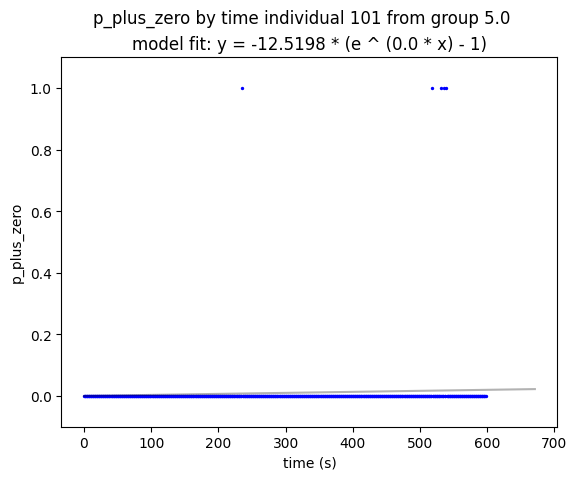 p_plus_zero by time individual 101 from group 5.0
model fit: y = -12.5198 * (e ^ (0.0 * x) - 1)
1.0
0.8
0.6
0.4
0.2
0.0
p_plus_zero
0 100 200 300 400 500 600 700
time (s)